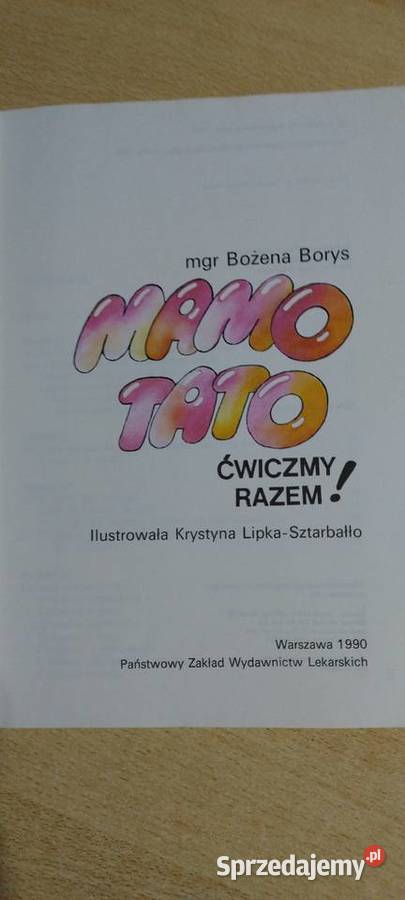 mgr Bożena Borys
MAMO
TATO
ĆWICZMY
RAZEM!
Ilustrowała Krystyna Lipka-Sztarbałło
Warszawa 1990
Państwowy Zakład Wydawnictw Lekarskich
Sprzedajemy.pl